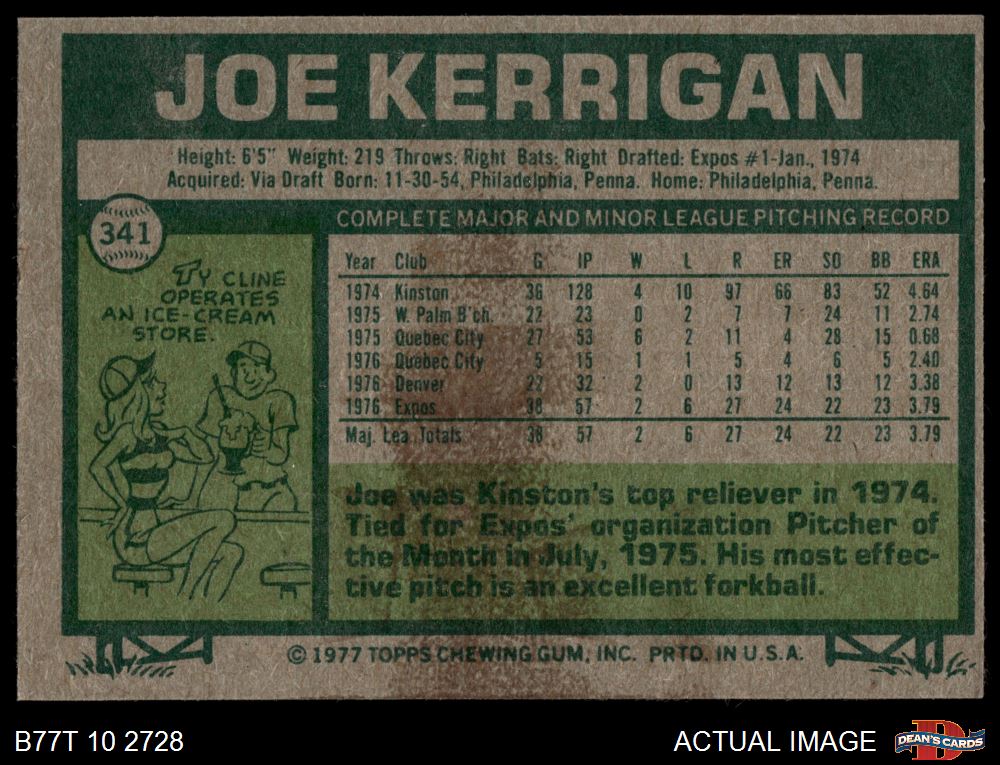 JOE KERRIGAN
Height: 6'5" Weight: 219 Throws: Right Bats: Right Drafted: Expos #1-Jan., 1974
Acquired: Via Draft Born: 11-30-54, Philadelphia, Penna. Home: Philadelphia, Penna.
341
TY CLINE
OPERATES
AN ICE-CREAM
STORE.
COMPLETE MAJOR AND MINOR LEAGUE PITCHING RECORD
Year Club G IP W L R ER SO BB ERA
1974 Kinston 36 128 4 10 97 66 83 52 4.64
1975 W. Palm B'ch. 22 23 0 2 7 7 24 11 2.74
1975 Quebec City 27 53 6 2 11 4 28 15 0.68
1976 Quebec City 5 15 1 1 5 4 6 5 2.40
1976 Denver 22 32 2 0 13 12 13 12 3.38
1976 Expos 38 57 2 6 27 24 22 23 3.79
Maj. Lea. Totals 38 57 2 6 27 24 22 23 3.79
Joe was Kinston's top reliever in 1974.
Tied for Expos' organization Pitcher of
the Month in July, 1975. His most effec-
tive pitch is an excellent forkball.
© 1977 TOPPS CHEWING GUM, INC. PRTD. IN U.S.A.
B77T 10 2728
ACTUAL IMAGE
DEAN'S CARDS